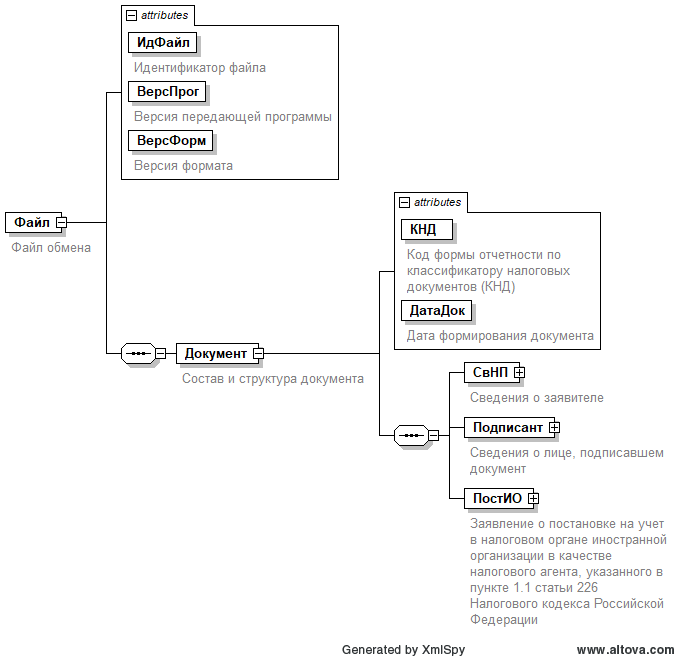 attributes
ИдФайл
Идентификатор файла
ВерсПрог
Версия передающей программы
ВерсФорм
Версия формата
Файл
Файл обмена
Документ
Состав и структура документа
attributes
КНД
Код формы отчетности по
классификатору налоговых
документов (КНД)
ДатаДок
Дата формирования документа
СвНП
Сведения о заявителе
Подписант
Сведения о лице, подписавшем
документ
ПостИО
Заявление о постановке на учет
в налоговом органе иностранной
организации в качестве
налогового агента, указанного в
пункте 1.1 статьи 226
Налогового кодекса Российской
Федерации
Generated by XmlSpy
www.altova.com